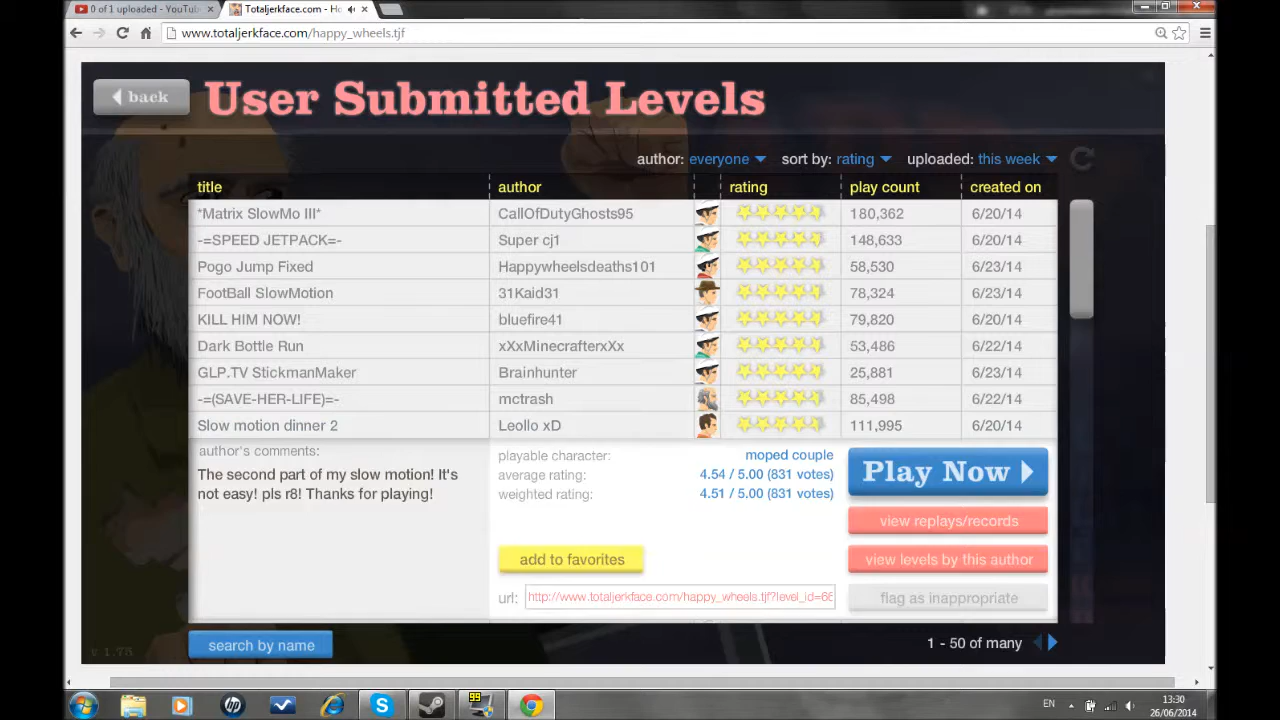 0 of 1 uploaded - YouTub
Totaljerkface.com - Ho
www.totaljerkface.com/happy_wheels.tjf
back
User Submitted Levels
author: everyone sort by: rating uploaded: this week
title author rating play count created on
*Matrix SlowMo III* CallOfDutyGhosts95 180,362 6/20/14
-=SPEED JETPACK=- Super cj1 148,633 6/20/14
Pogo Jump Fixed Happywheelsdeaths101 58,530 6/23/14
FootBall SlowMotion 31Kaid31 78,324 6/23/14
KILL HIM NOW! bluefire41 79,820 6/20/14
Dark Bottle Run xXxMinecrafterxXx 53,486 6/22/14
GLP.TV StickmanMaker Brainhunter 25,881 6/23/14
-=(SAVE-HER-LIFE)=- mctrash 85,498 6/22/14
Slow motion dinner 2 Leollo xD 111,995 6/20/14
author's comments:
The second part of my slow motion! It's
not easy! pls r8! Thanks for playing!
playable character: moped couple
average rating: 4.54 / 5.00 (831 votes)
weighted rating: 4.51 / 5.00 (831 votes)
add to favorites
url: http://www.totaljerkface.com/happy_wheels.tjf?level_id=68
Play Now
view replays/records
view levels by this author
flag as inappropriate
search by name
1 - 50 of many
v 1.75
hp
99
EN
13:30
26/06/2014